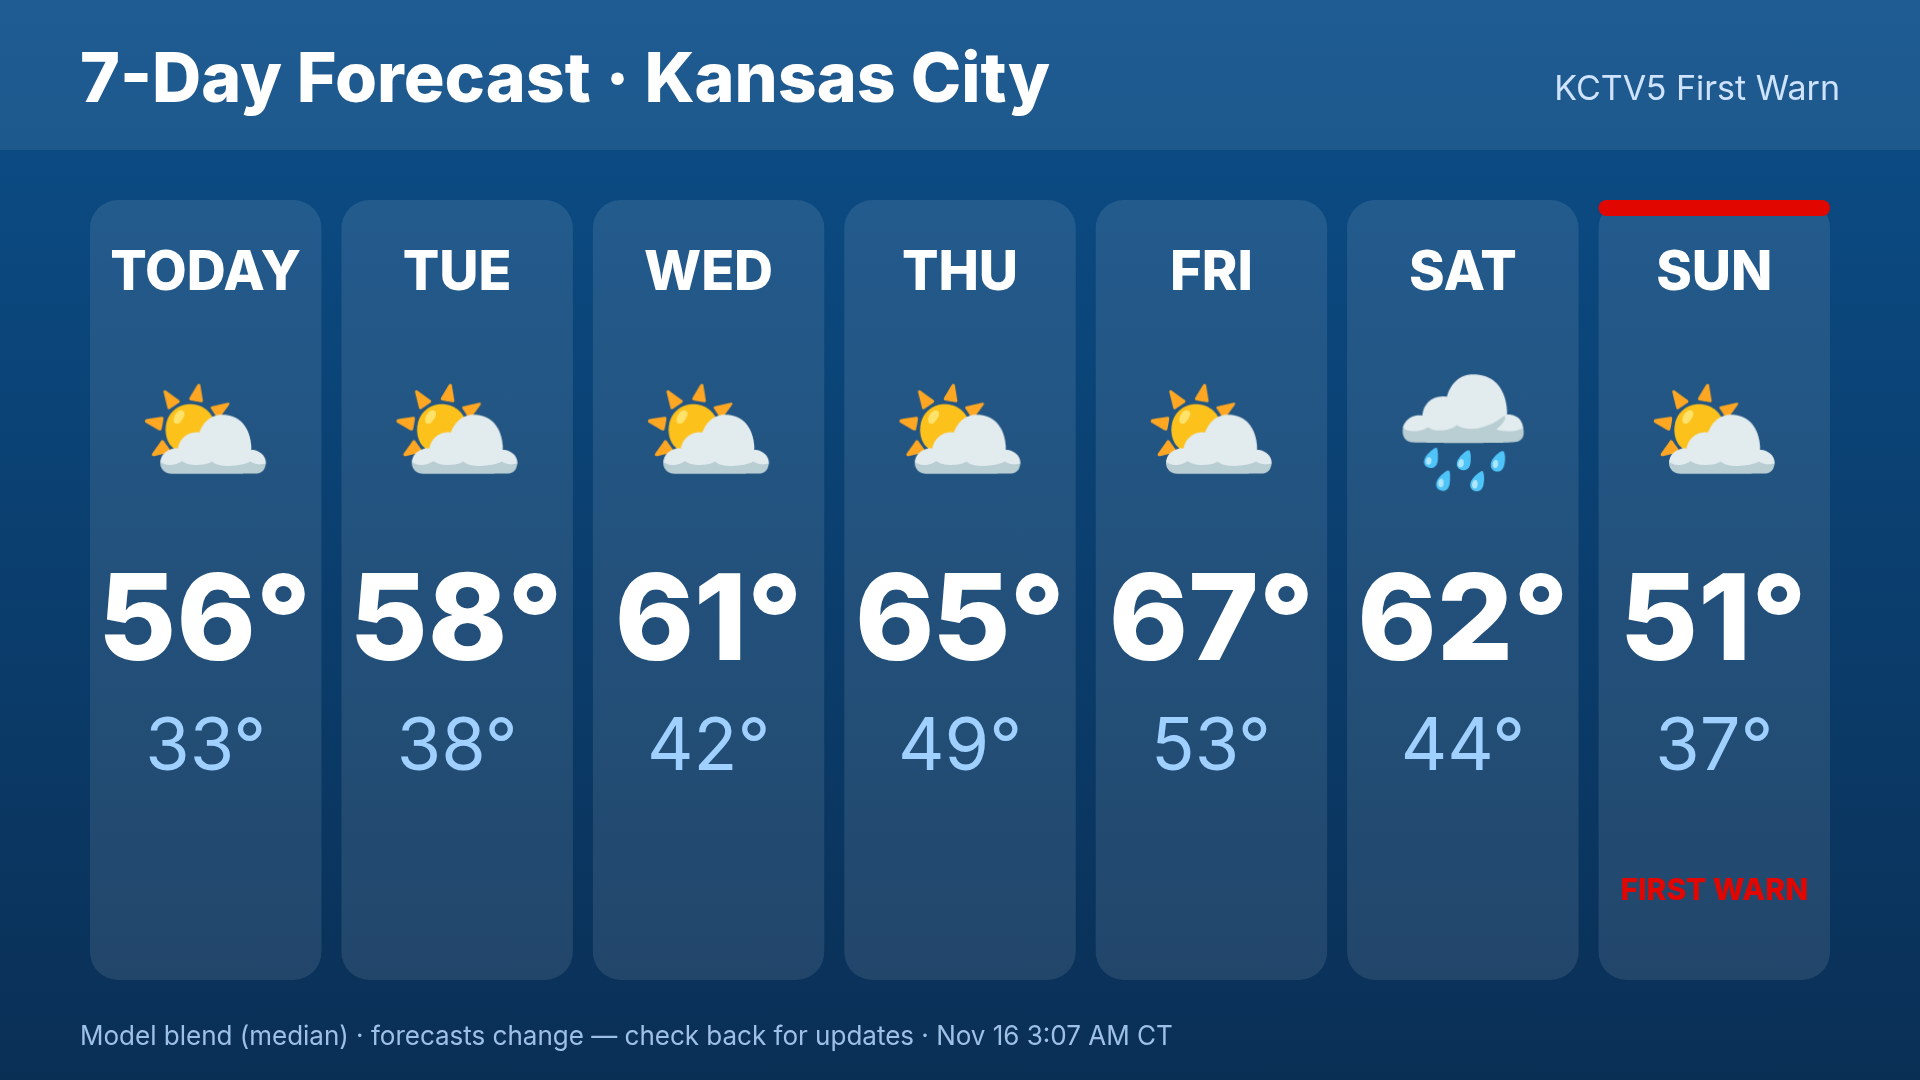 7-Day Forecast · Kansas City
KCTV5 First Warn
TODAY TUE WED THU FRI SAT SUN
56° 58° 61° 65° 67° 62° 51°
33° 38° 42° 49° 53° 44° 37°
FIRST WARN
Model blend (median) · forecasts change — check back for updates · Nov 16 3:07 AM CT